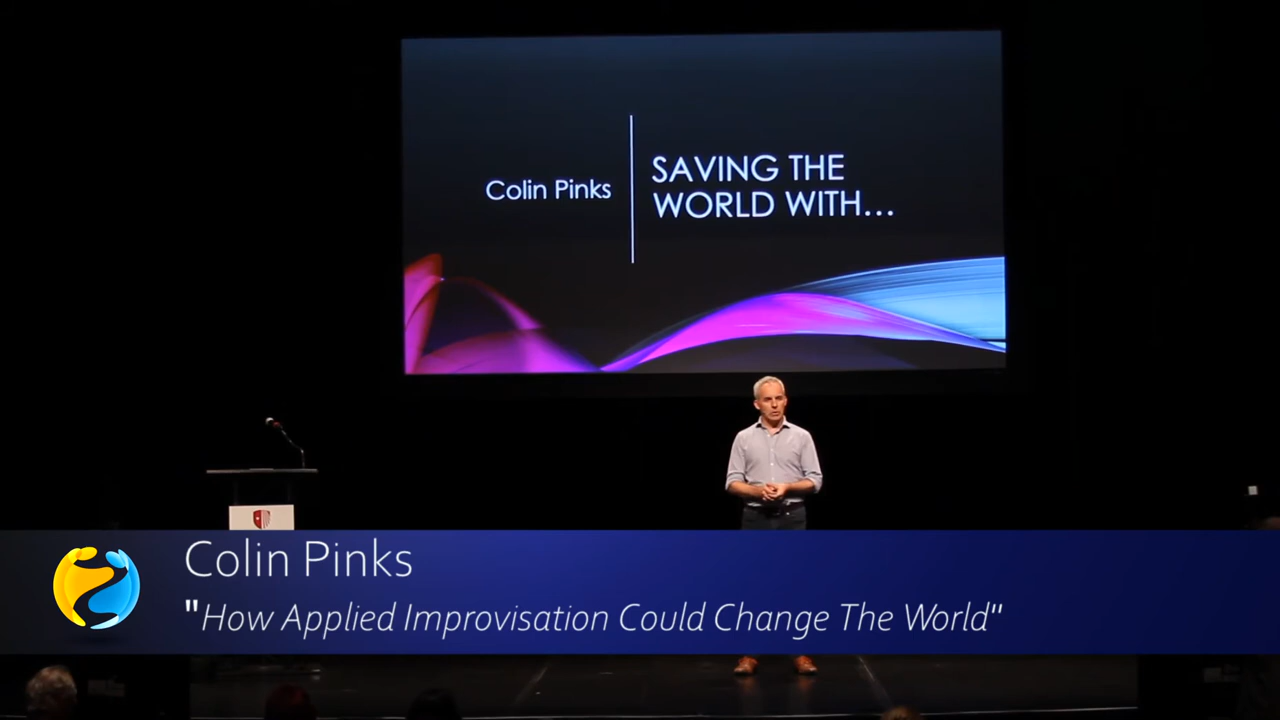 Colin Pinks
SAVING THE
WORLD WITH...
Colin Pinks
"How Applied Improvisation Could Change The World"